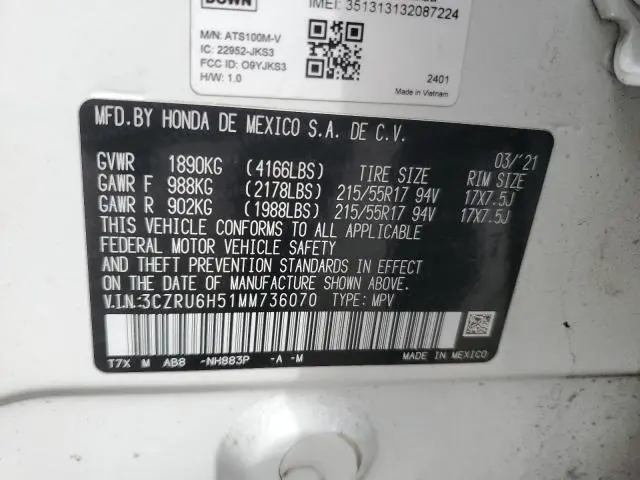 DOWN
IMEI: 351313132087224
M/N: ATS100M-V
IC: 22952-JKS3
FCC ID: O9YJKS3
H/W: 1.0
2401
Made in Vietnam
MFD.BY HONDA DE MEXICO S.A. DE C.V.
03/'21
GVWR 1890KG (4166LBS) TIRE SIZE RIM SIZE
GAWR F 988KG (2178LBS) 215/55R17 94V 17X7.5J
GAWR R 902KG (1988LBS) 215/55R17 94V 17X7.5J
THIS VEHICLE CONFORMS TO ALL APPLICABLE
FEDERAL MOTOR VEHICLE SAFETY
AND THEFT PREVENTION STANDARDS IN EFFECT
ON THE DATE OF MANUFACTURE SHOWN ABOVE.
V.I.N.:3CZRU6H51MM736070 TYPE: MPV
T7X M AB8 -NH883P -A -M
MADE IN MEXICO